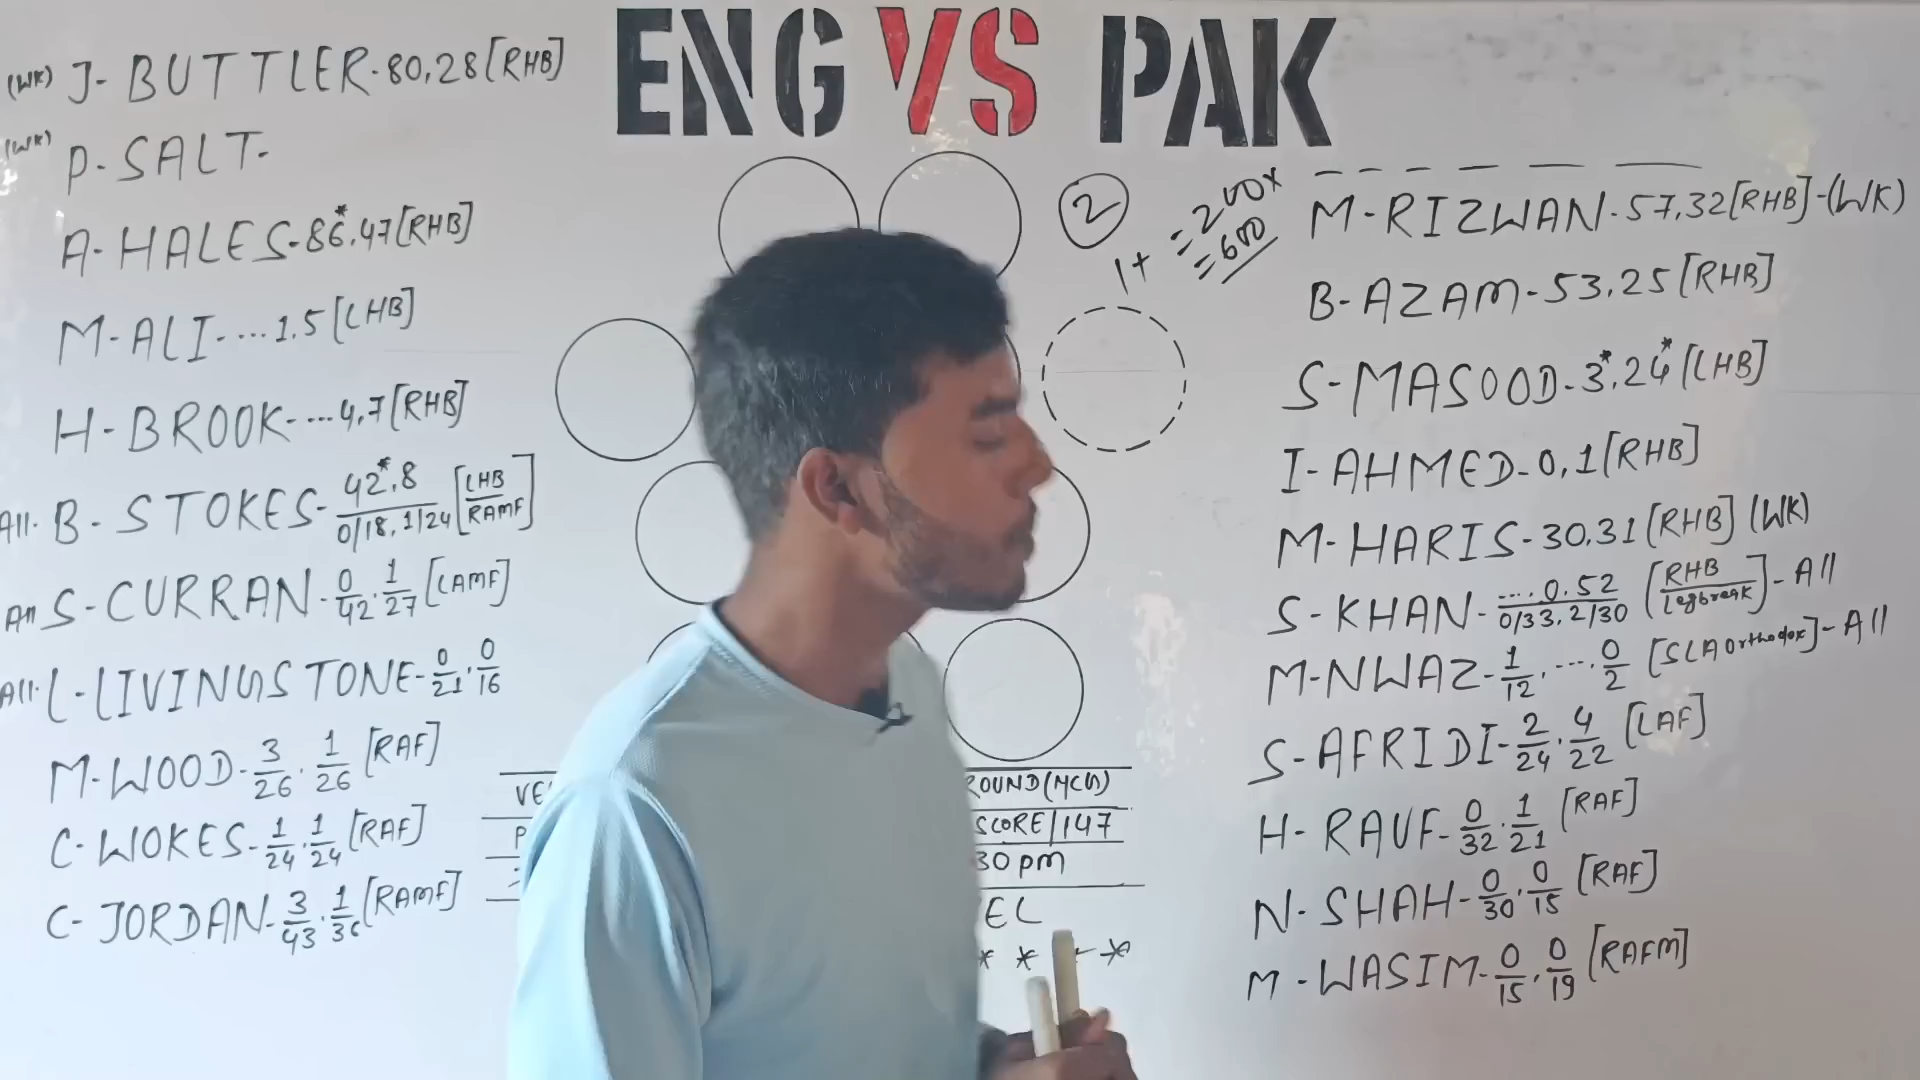 ENG VS PAK
(WK) J- BUTTLER-80,28[RHB]
(WK) P-SALT-
A-HALES-86*,47[RHB]
M-ALI-...1,5[LHB]
H-BROOK-...4,7[RHB]
All. B-STOKES- 42*,8 [LHB
0/18, 1/24 RAMF]
All S-CURRAN- 0/42, 1/27 [LAMF]
All. L-LIVINGSTONE- 0/21, 0/16
M-WOOD- 3/26, 1/26 [RAF]
C-WOKES- 1/24, 1/24 [RAF]
C-JORDAN- 3/43, 1/36 [RAMF]
2
1+ =200x
=600
VE
ROUND(MCG)
P
SCORE/147
30 pm
EL
* * *
M-RIZWAN-57,32[RHB]-(WK)
B-AZAM-53,25[RHB]
S-MASOOD-3*,24*[LHB]
I-AHMED-0,1[RHB]
M-HARIS-30,31[RHB](WK)
S-KHAN- ....0,52 [RHB
0/33,2/30 Legbreak]-All
M-NWAZ- 1/12,....0/2 [SLAOrthodox]-All
S-AFRIDI- 2/24, 4/22 [LAF]
H-RAUF- 0/32, 1/21 [RAF]
N-SHAH- 0/30, 0/15 [RAF]
M-WASIM- 0/15, 0/19 [RAFM]